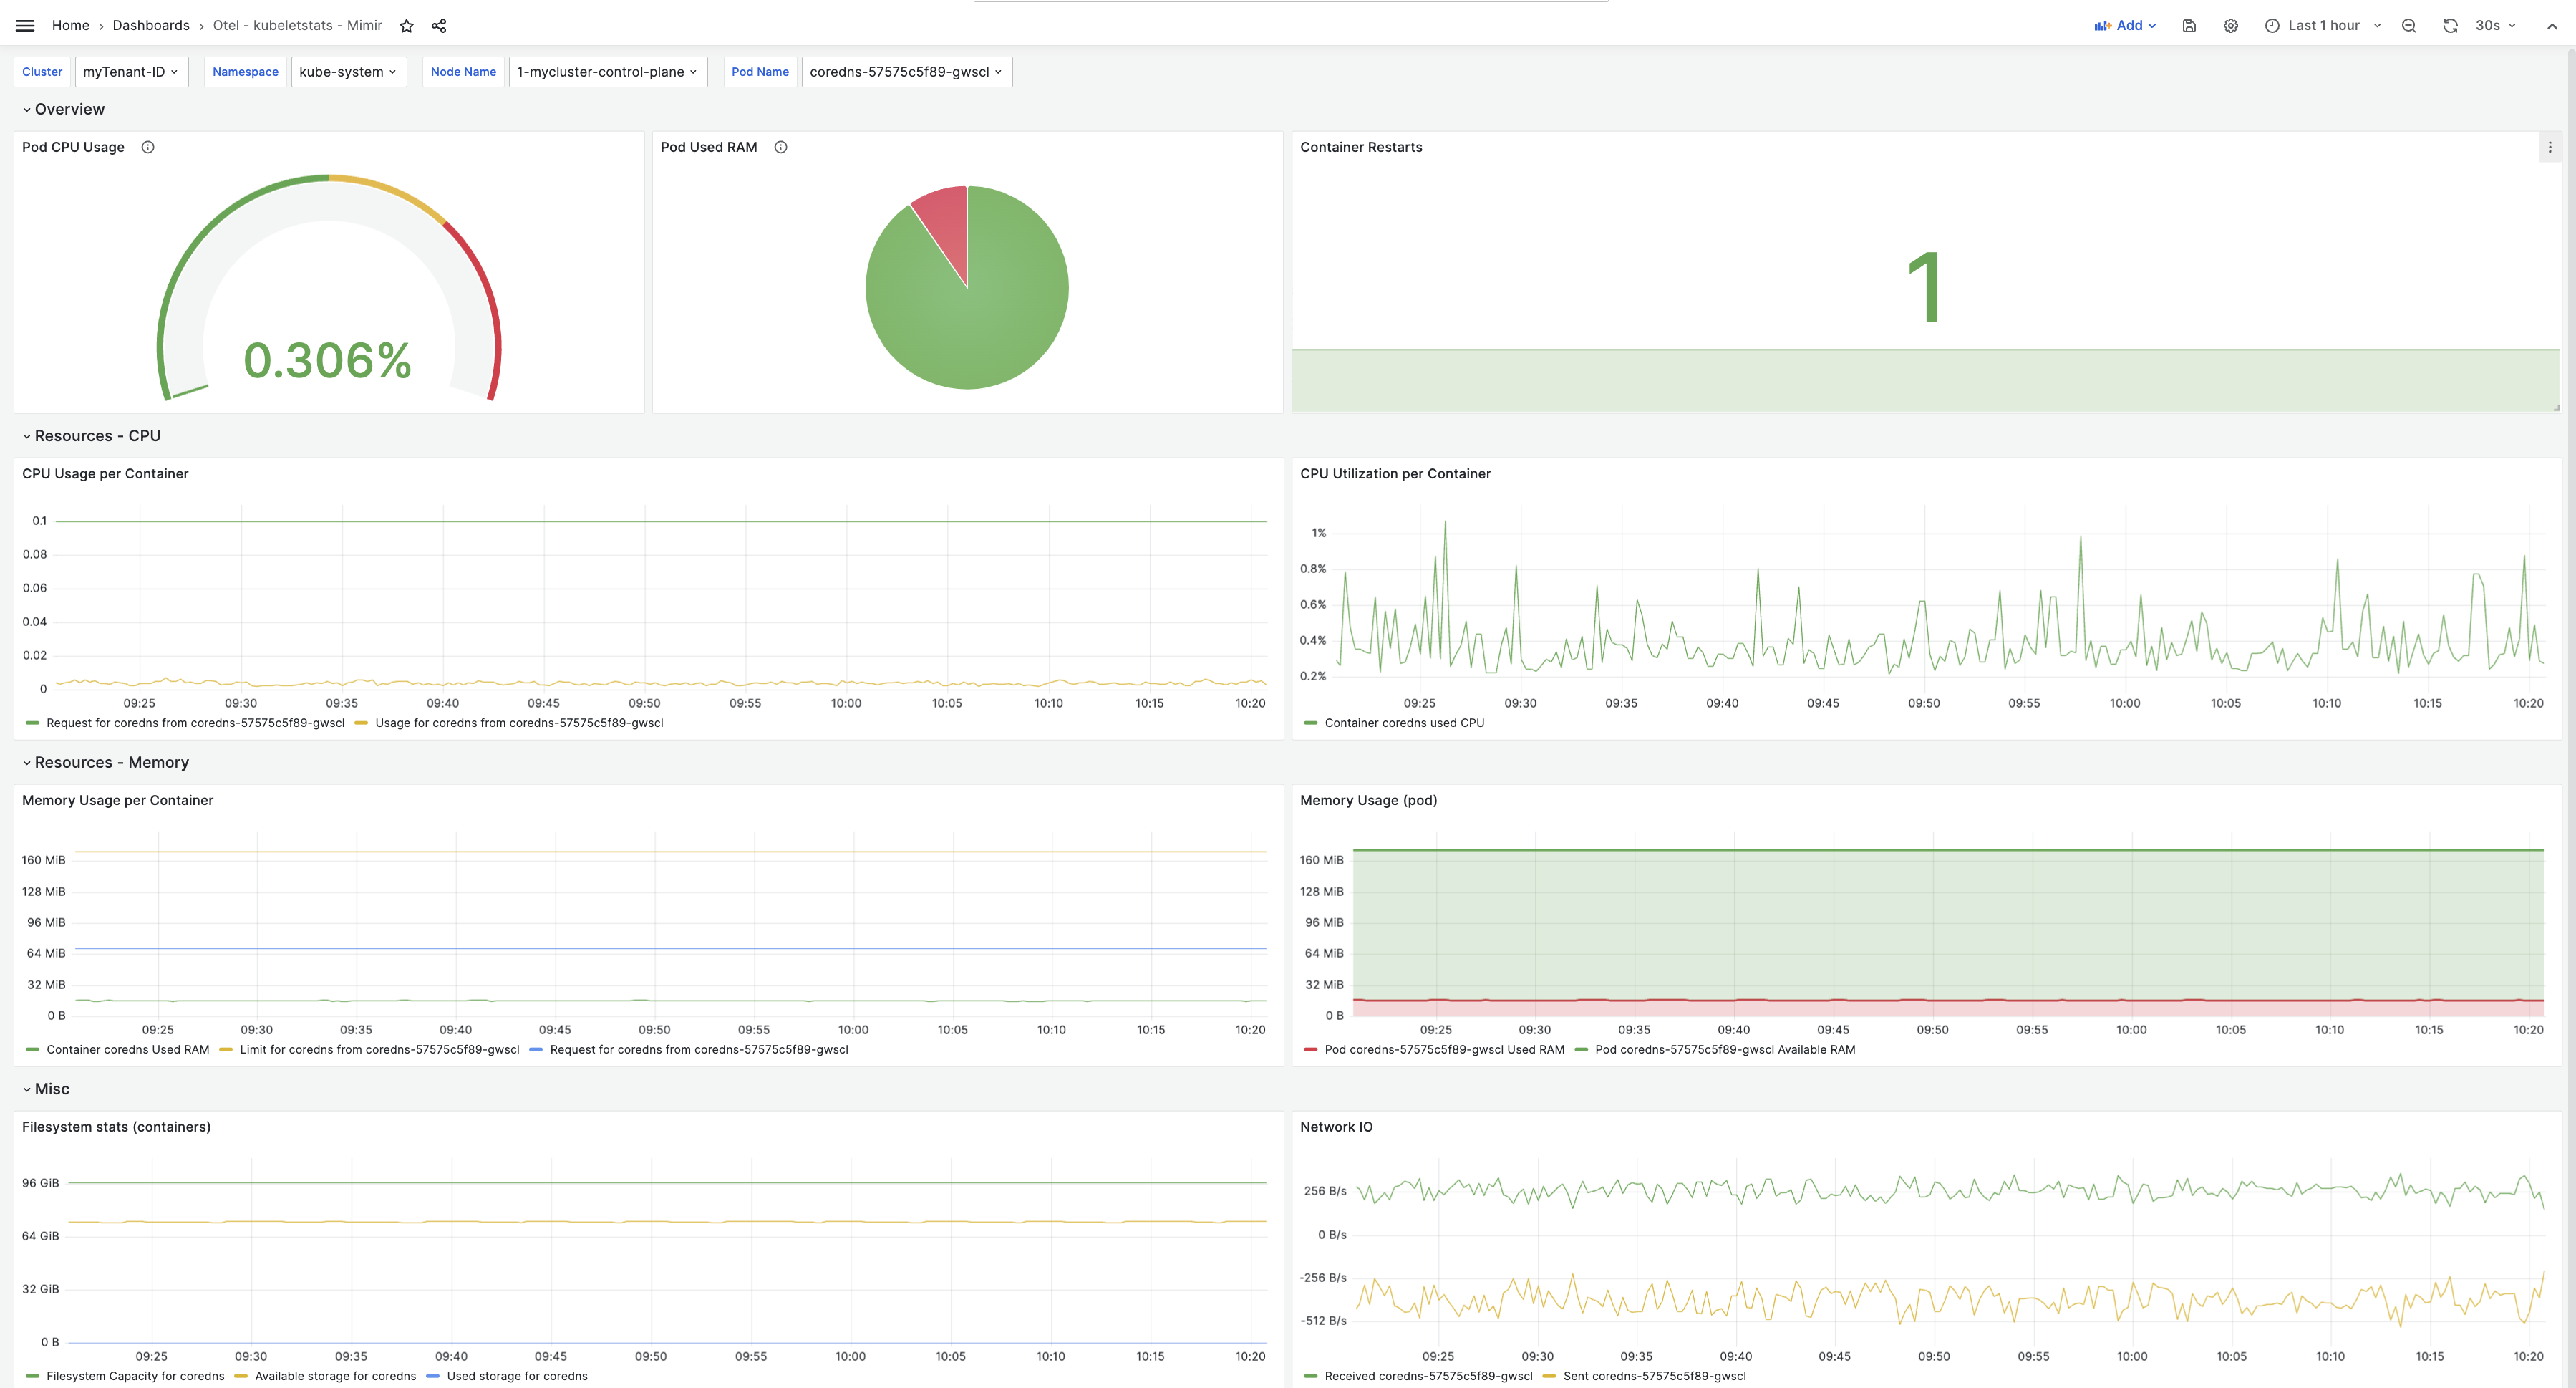 Home › Dashboards › Otel - kubeletstats - Mimir Add Last 1 hour 30s
Cluster myTenant-ID Namespace kube-system Node Name 1-mycluster-control-plane Pod Name coredns-57575c5f89-gwscl
Overview
Pod CPU Usage
0.306%
Pod Used RAM
Container Restarts
1
Resources - CPU
CPU Usage per Container
0.1
0.08
0.06
0.04
0.02
0
09:25 09:30 09:35 09:40 09:45 09:50 09:55 10:00 10:05 10:10 10:15 10:20
Request for coredns from coredns-57575c5f89-gwscl Usage for coredns from coredns-57575c5f89-gwscl
CPU Utilization per Container
1%
0.8%
0.6%
0.4%
0.2%
09:25 09:30 09:35 09:40 09:45 09:50 09:55 10:00 10:05 10:10 10:15 10:20
Container coredns used CPU
Resources - Memory
Memory Usage per Container
160 MiB
128 MiB
96 MiB
64 MiB
32 MiB
0 B
09:25 09:30 09:35 09:40 09:45 09:50 09:55 10:00 10:05 10:10 10:15 10:20
Container coredns Used RAM Limit for coredns from coredns-57575c5f89-gwscl Request for coredns from coredns-57575c5f89-gwscl
Memory Usage (pod)
160 MiB
128 MiB
96 MiB
64 MiB
32 MiB
0 B
09:25 09:30 09:35 09:40 09:45 09:50 09:55 10:00 10:05 10:10 10:15 10:20
Pod coredns-57575c5f89-gwscl Used RAM Pod coredns-57575c5f89-gwscl Available RAM
Misc
Filesystem stats (containers)
96 GiB
64 GiB
32 GiB
0 B
09:25 09:30 09:35 09:40 09:45 09:50 09:55 10:00 10:05 10:10 10:15 10:20
Filesystem Capacity for coredns Available storage for coredns Used storage for coredns
Network IO
256 B/s
0 B/s
-256 B/s
-512 B/s
09:25 09:30 09:35 09:40 09:45 09:50 09:55 10:00 10:05 10:10 10:15 10:20
Received coredns-57575c5f89-gwscl Sent coredns-57575c5f89-gwscl